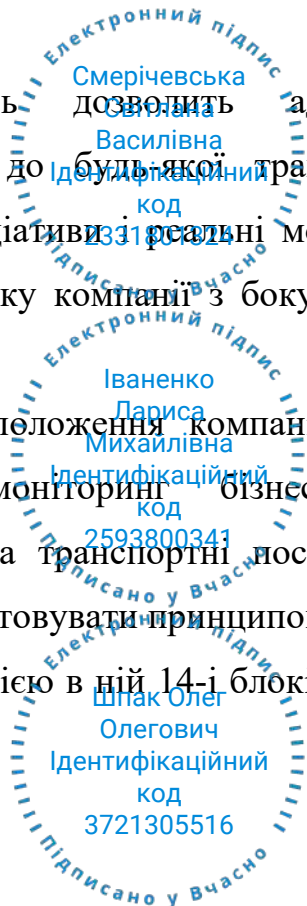 Електронний підпис
Смерічевська
ь дозволить а
Світлана
Василівна
до будь-якої тра
Ідентифікаційний
код
іативи і реальні м
Підписано у Вчасно
ку компанії з боку
Електронний підпис
Іваненко
Лариса
положення компан
Михайлівна
Ідентифікаційний
моніторинг бізнес
код
2593800341
а транспортні пос
Підписано у Вчасно
товувати принципо
Електронний підпис
ією в ній 14-і блок
Шпак Олег
Олегович
Ідентифікаційний
код
3721305516
Підписано у Вчасно